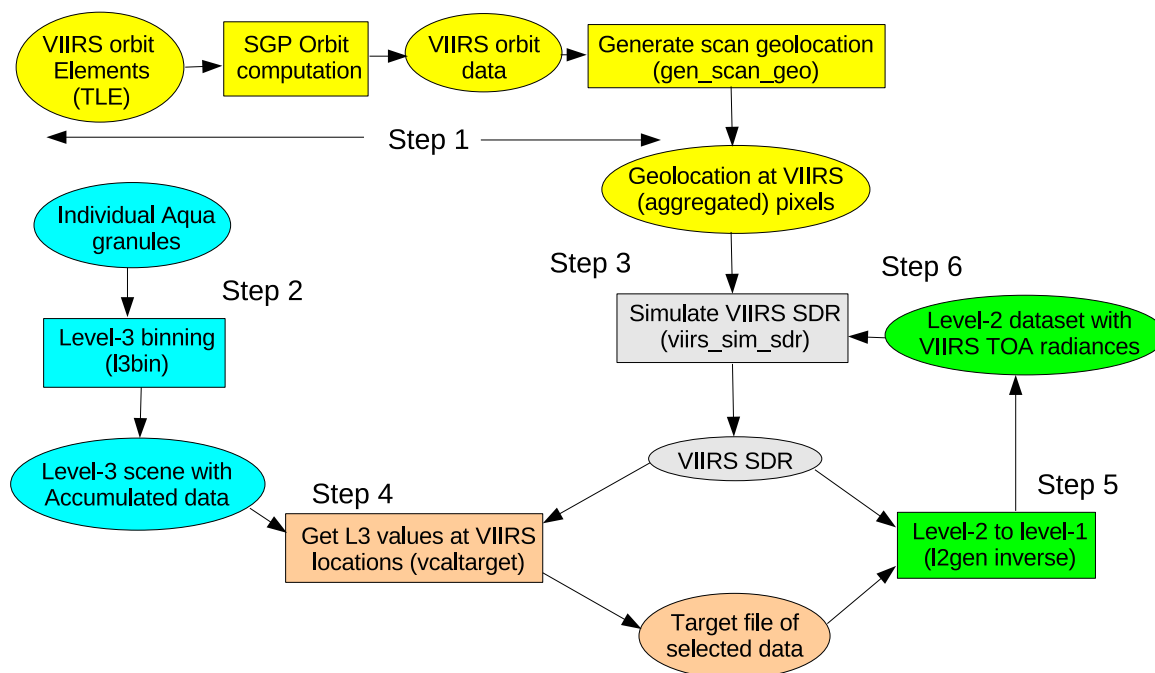 VIIRS orbit
Elements
(TLE)
SGP Orbit
computation
VIIRS orbit
data
Generate scan geolocation
(gen_scan_geo)
Step 1
Geolocation at VIIRS
(aggregated) pixels
Individual Aqua
granules
Step 2
Step 3
Step 6
Level-3 binning
(l3bin)
Simulate VIIRS SDR
(viirs_sim_sdr)
Level-2 dataset with
VIIRS TOA radiances
Level-3 scene with
Accumulated data
VIIRS SDR
Step 4
Step 5
Get L3 values at VIIRS
locations (vcaltarget)
Level-2 to level-1
(l2gen inverse)
Target file of
selected data